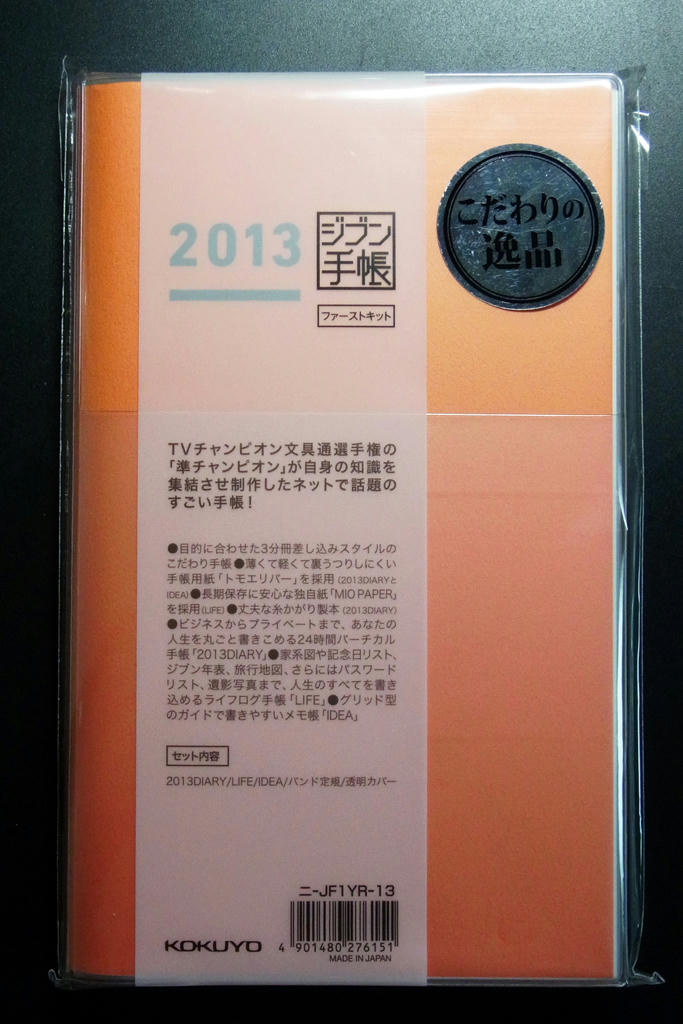 2013
ジブン
手帳
ファーストキット
こだわりの
逸品
TVチャンピオン文具通選手権の
「準チャンピオン」が自身の知識を
集結させ制作したネットで話題の
すごい手帳!
●目的に合わせた3分冊差し込みスタイルの
こだわり手帳●薄くて軽くて裏うつりしにくい
手帳用紙「トモエリバー」を採用(2013DIARYと
IDEA)●長期保存に安心な独自紙「MIO PAPER」
を採用(LIFE)●丈夫な糸かがり製本(2013DIARY)
●ビジネスからプライベートまで、あなたの
人生を丸ごと書きこめる24時間バーチカル
手帳「2013DIARY」●家系図や記念日リスト、
ジブン年表、旅行地図、さらにはパスワード
リスト、遺影写真まで、人生のすべてを書き
込めるライフログ手帳「LIFE」●グリッド型
のガイドで書きやすいメモ帳「IDEA」
セット内容
2013DIARY/LIFE/IDEA/バンド定規/透明カバー
ニ-JF1YR-13
KOKUYO
4 901480 276151
MADE IN JAPAN